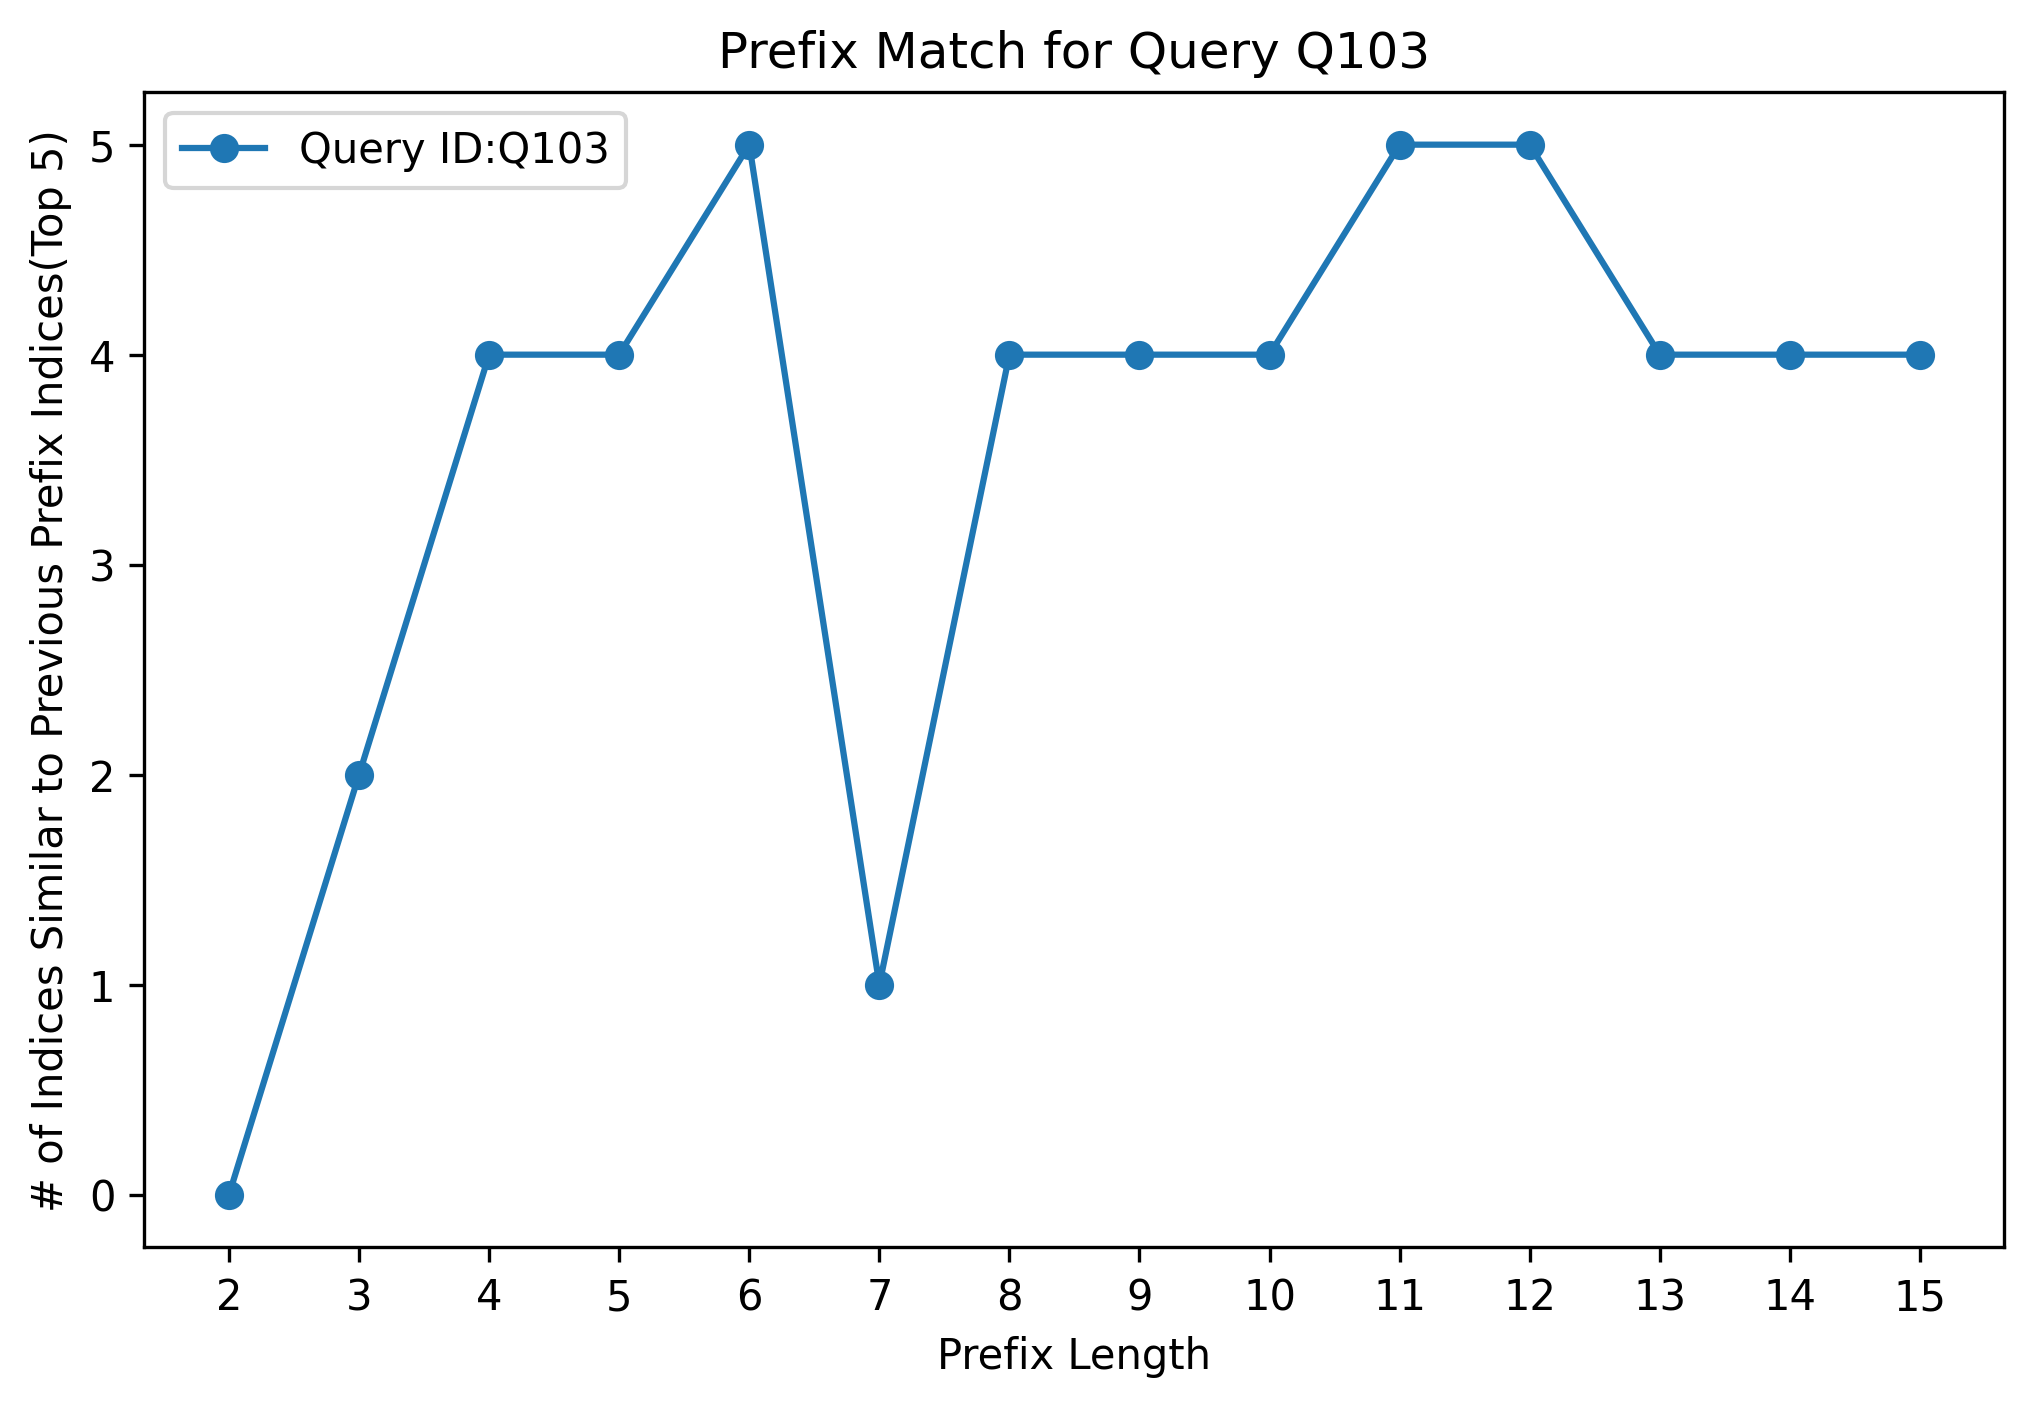 Prefix Match for Query Q103
Query ID:Q103
# of Indices Similar to Previous Prefix Indices(Top 5)
5
4
3
2
1
0
2 3 4 5 6 7 8 9 10 11 12 13 14 15
Prefix Length